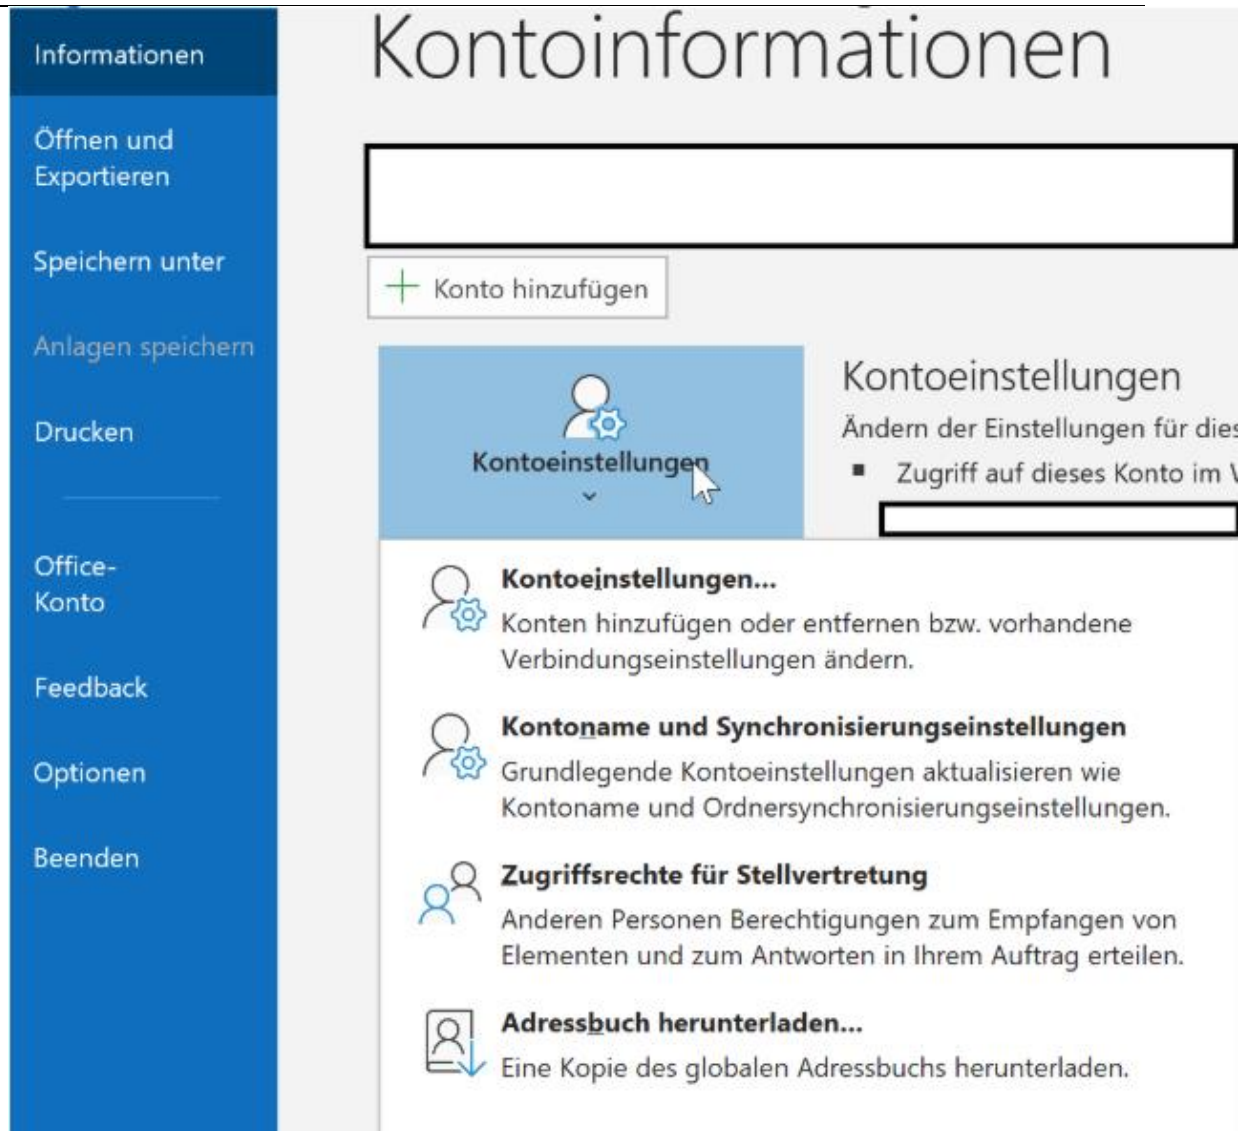 Kontoinformationen
Informationen
Öffnen und
Exportieren
Speichern unter
Anlagen speichern
Drucken
Office-
Konto
Feedback
Optionen
Beenden
Konto hinzufügen
Kontoeinstellungen
Kontoeinstellungen
Ändern der Einstellungen für dies
Zugriff auf dieses Konto im
Kontoeinstellungen...
Konten hinzufügen oder entfernen bzw. vorhandene
Verbindungseinstellungen ändern.
Kontoname und Synchronisierungseinstellungen
Grundlegende Kontoeinstellungen aktualisieren wie
Kontoname und Ordnersynchronisierungseinstellungen.
Zugriffsrechte für Stellvertretung
Anderen Personen Berechtigungen zum Empfangen von
Elementen und zum Antworten in Ihrem Auftrag erteilen.
Adressbuch herunterladen...
Eine Kopie des globalen Adressbuchs herunterladen.